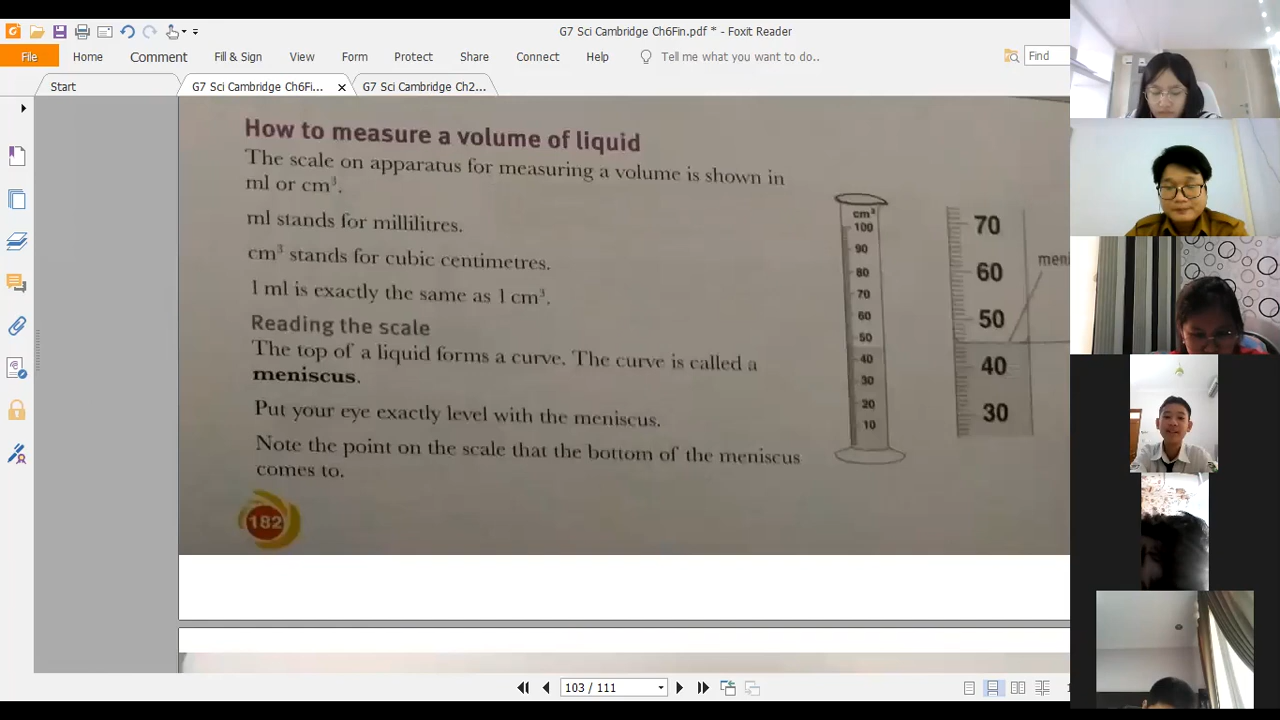 G7 Sci Cambridge Ch6Fin.pdf * - Foxit Reader
File Home Comment Fill & Sign View Form Protect Share Connect Help Tell me what you want to do.. Find
Start G7 Sci Cambridge Ch6Fi... G7 Sci Cambridge Ch2...
How to measure a volume of liquid
The scale on apparatus for measuring a volume is shown in
ml or cm³.
ml stands for millilitres.
cm³ stands for cubic centimetres.
1 ml is exactly the same as 1 cm³.
Reading the scale
The top of a liquid forms a curve. The curve is called a
meniscus.
Put your eye exactly level with the meniscus.
Note the point on the scale that the bottom of the meniscus
comes to.
182
cm³
100
90
80
70
60
50
40
30
20
10
70
60
50
40
30
meni
103 / 111